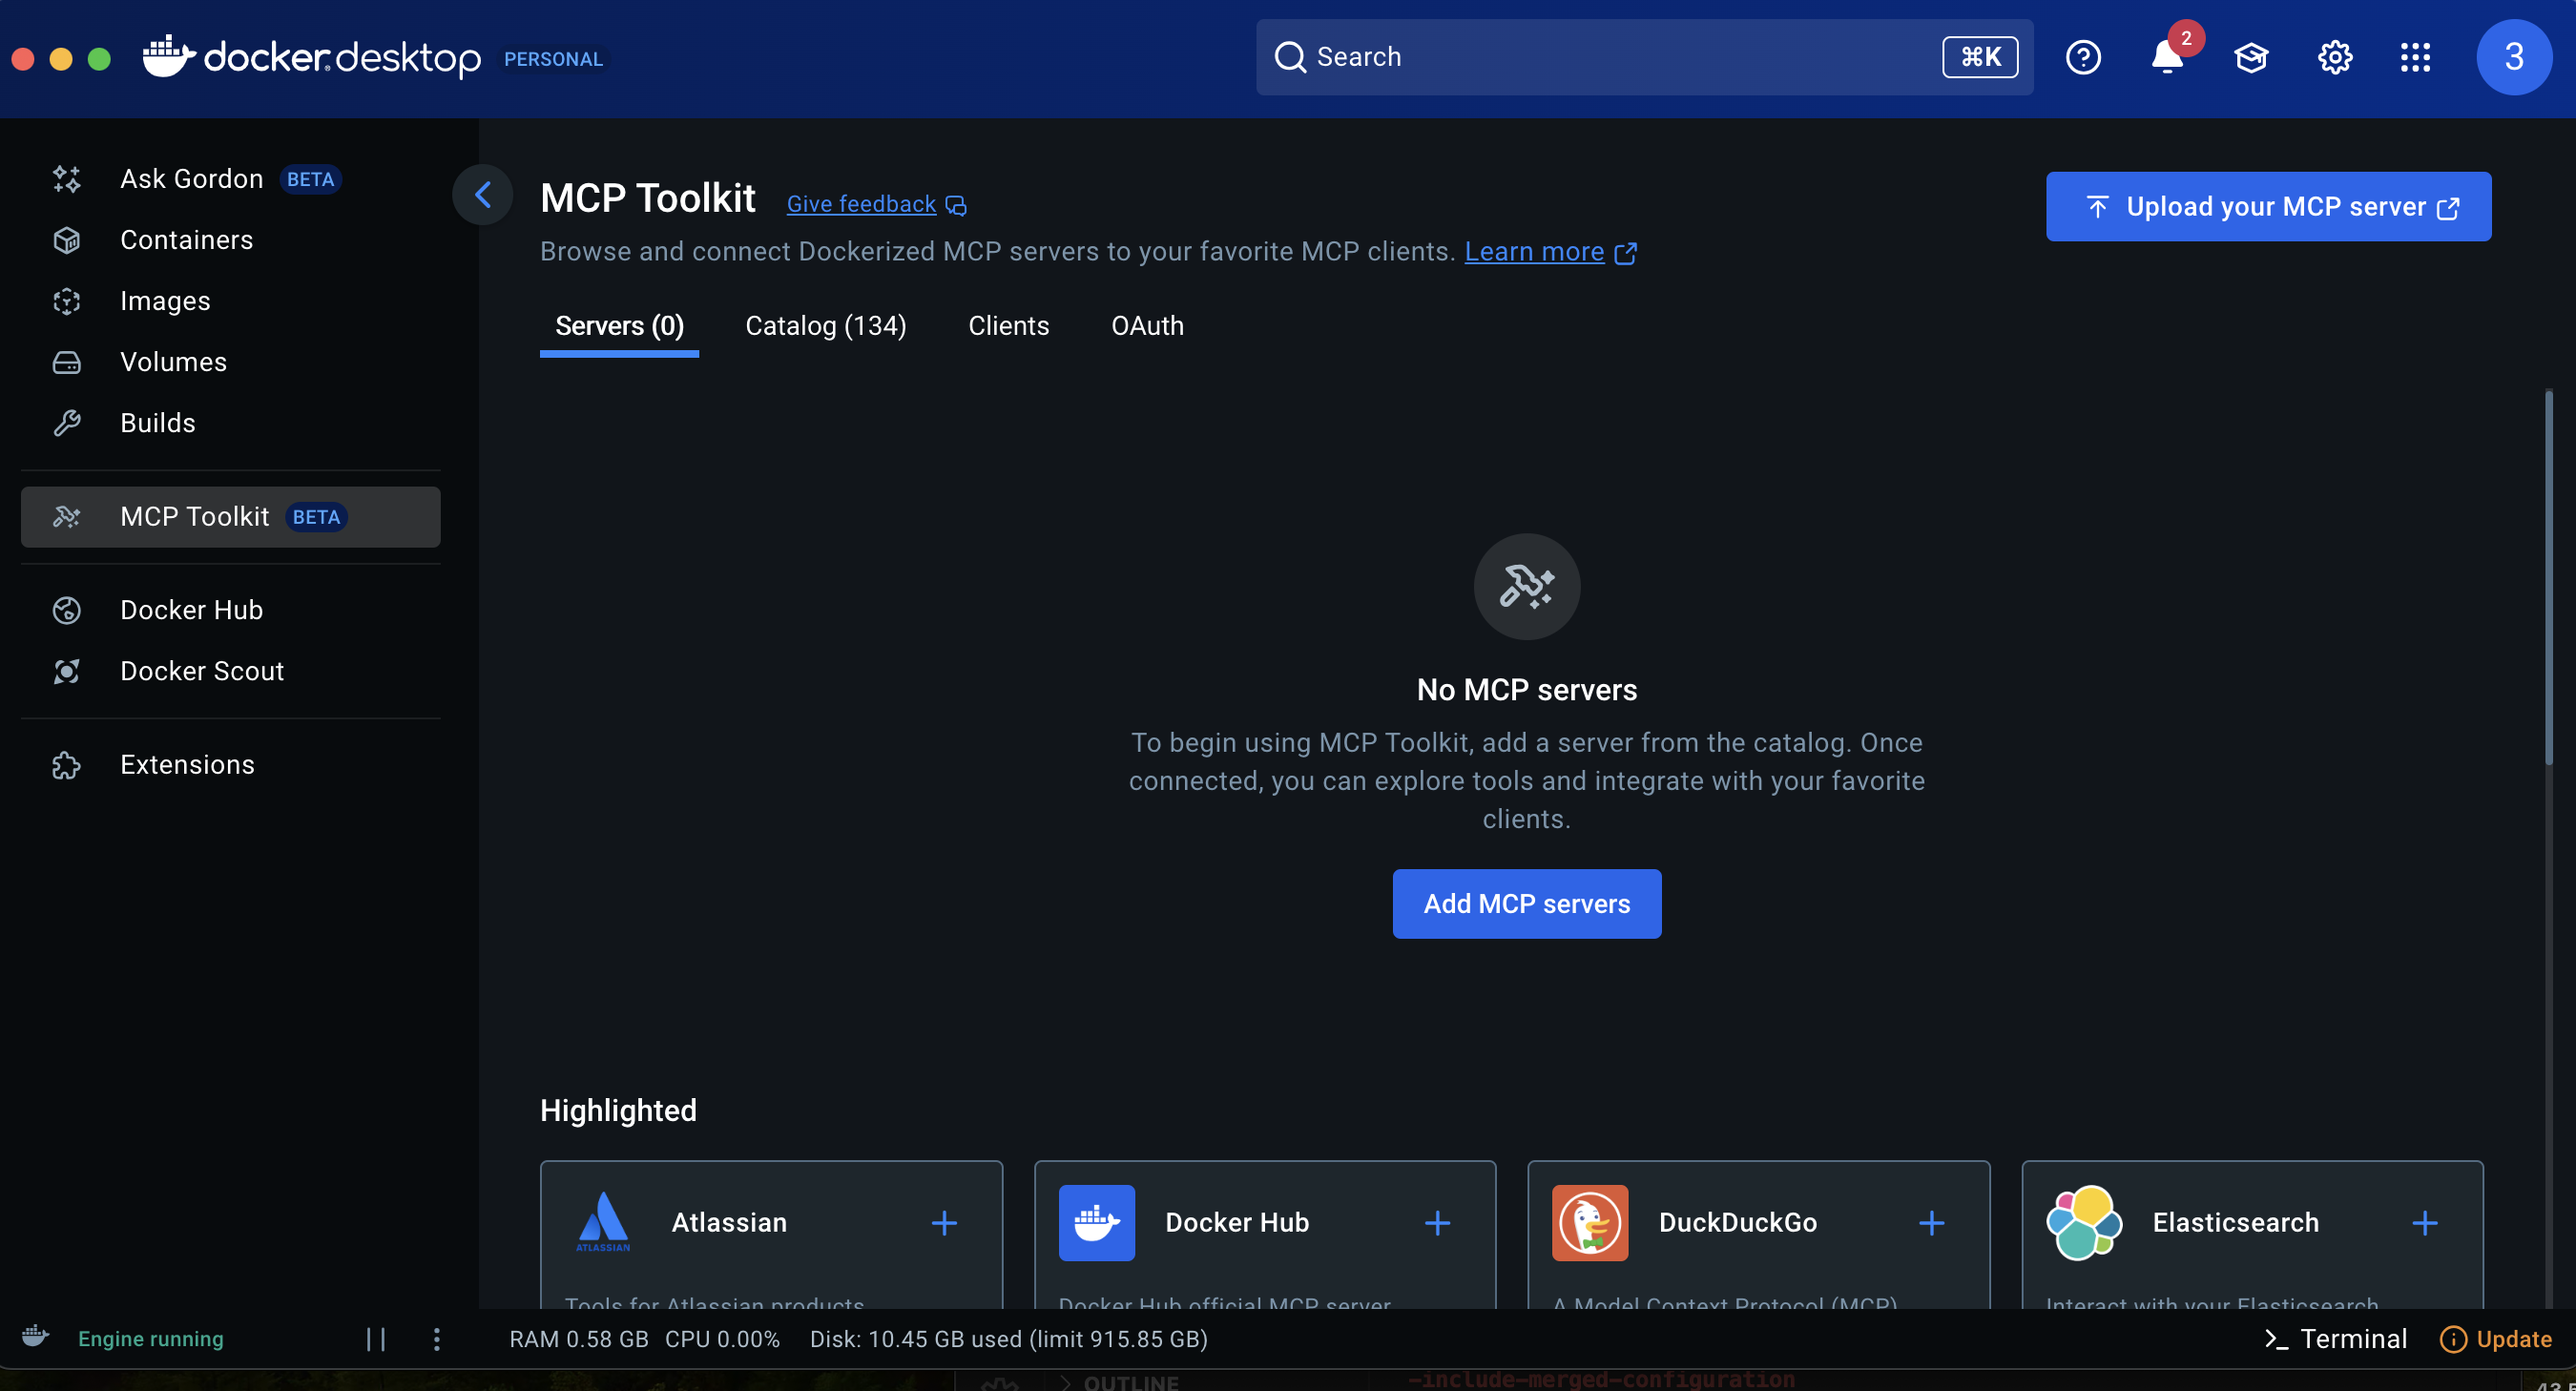 docker.desktop PERSONAL
Search
⌘K
2
3
Ask Gordon BETA
Containers
Images
Volumes
Builds
MCP Toolkit BETA
Docker Hub
Docker Scout
Extensions
MCP Toolkit Give feedback
Browse and connect Dockerized MCP servers to your favorite MCP clients. Learn more
Upload your MCP server
Servers (0) Catalog (134) Clients OAuth
No MCP servers
To begin using MCP Toolkit, add a server from the catalog. Once
connected, you can explore tools and integrate with your favorite
clients.
Add MCP servers
Highlighted
Atlassian
ATLASSIAN
Tools for Atlassian products
Docker Hub
Docker Hub official MCP server
DuckDuckGo
A Model Context Protocol (MCP)
Elasticsearch
Interact with your Elasticsearch
Engine running
RAM 0.58 GB CPU 0.00% Disk: 10.45 GB used (limit 915.85 GB)
>_ Terminal
Update
> OUTLINE
-include-merged-configuration